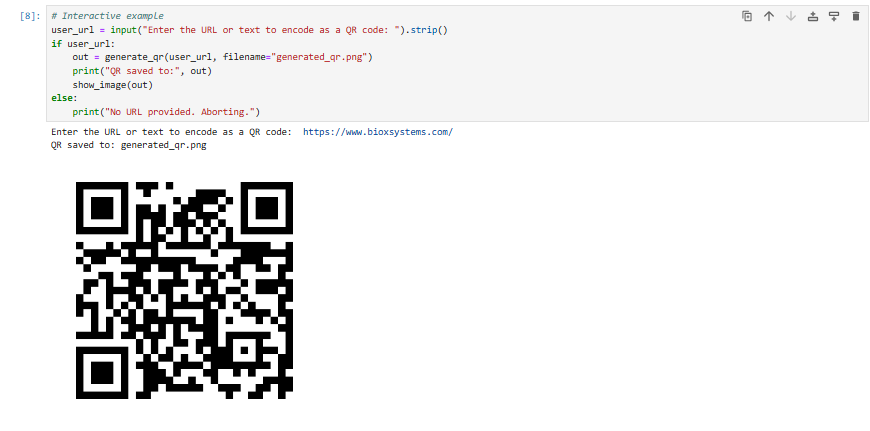 [8]:
# Interactive example
user_url = input("Enter the URL or text to encode as a QR code: ").strip()
if user_url:
    out = generate_qr(user_url, filename="generated_qr.png")
    print("QR saved to:", out)
    show_image(out)
else:
    print("No URL provided. Aborting.")
Enter the URL or text to encode as a QR code:  https://www.bioxsystems.com/
QR saved to: generated_qr.png